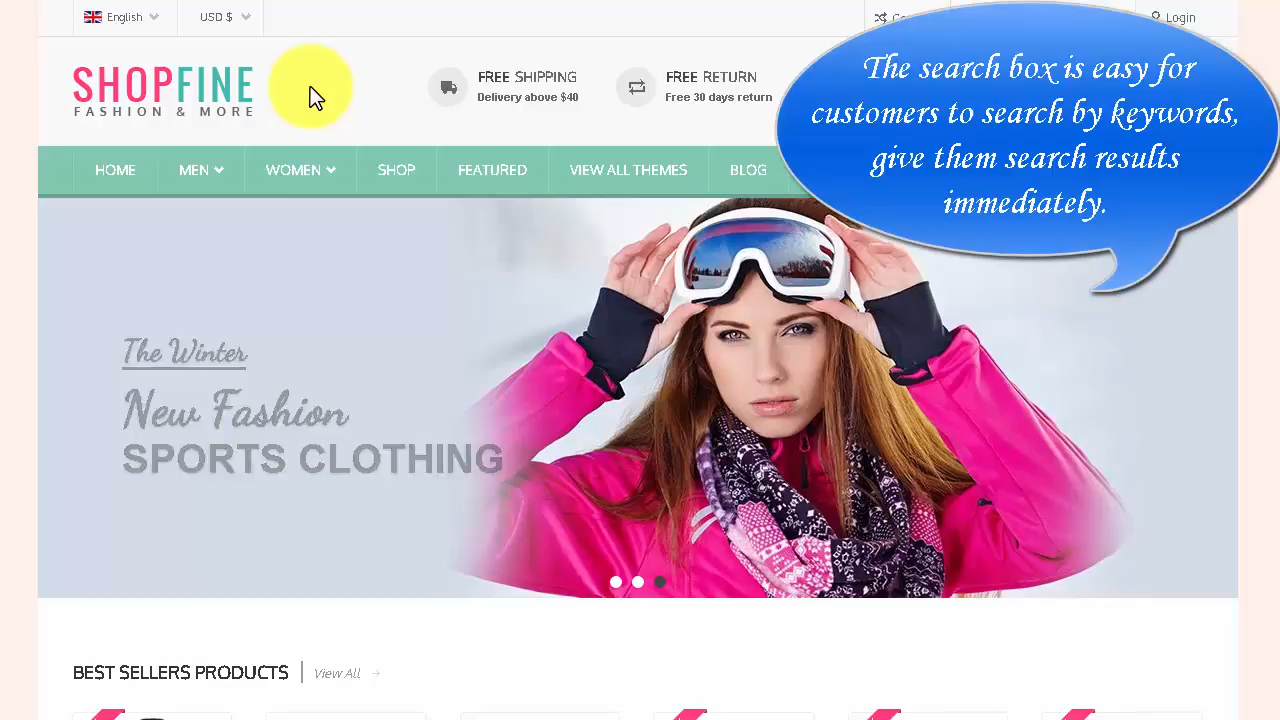 English
USD $
Login
SHOPFINE
FASHION & MORE
FREE SHIPPING
Delivery above $40
FREE RETURN
Free 30 days return
The search box is easy for
customers to search by keywords,
give them search results
immediately.
HOME
MEN
WOMEN
SHOP
FEATURED
VIEW ALL THEMES
BLOG
The Winter
New Fashion
SPORTS CLOTHING
BEST SELLERS PRODUCTS
View All